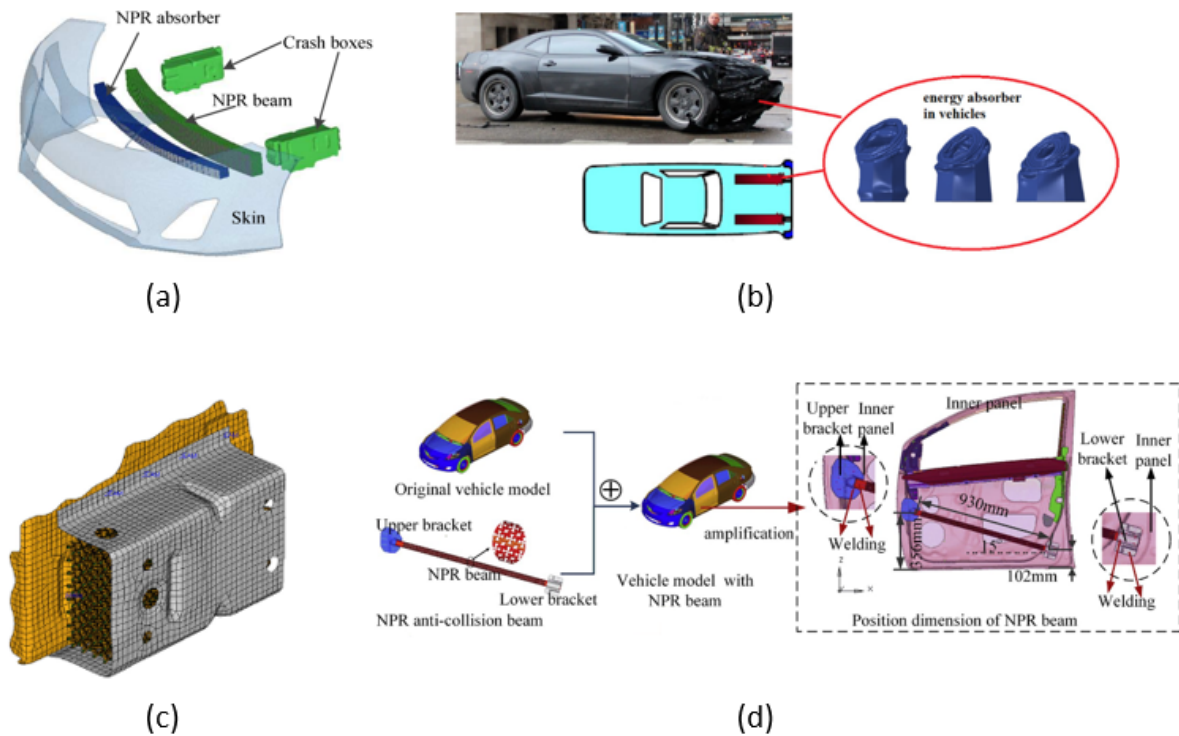 NPR absorber
Crash boxes
NPR beam
Skin
(a)
energy absorber
in vehicles
(b)
(c)
Original vehicle model
Upper bracket
NPR beam
Lower bracket
NPR anti-collision beam
Vehicle model with
NPR beam
amplification
Upper
bracket
Inner
panel
Welding
Inner panel
930mm
356mm
15°
102mm
z
x
Lower
bracket
Inner
panel
Welding
Position dimension of NPR beam
(d)